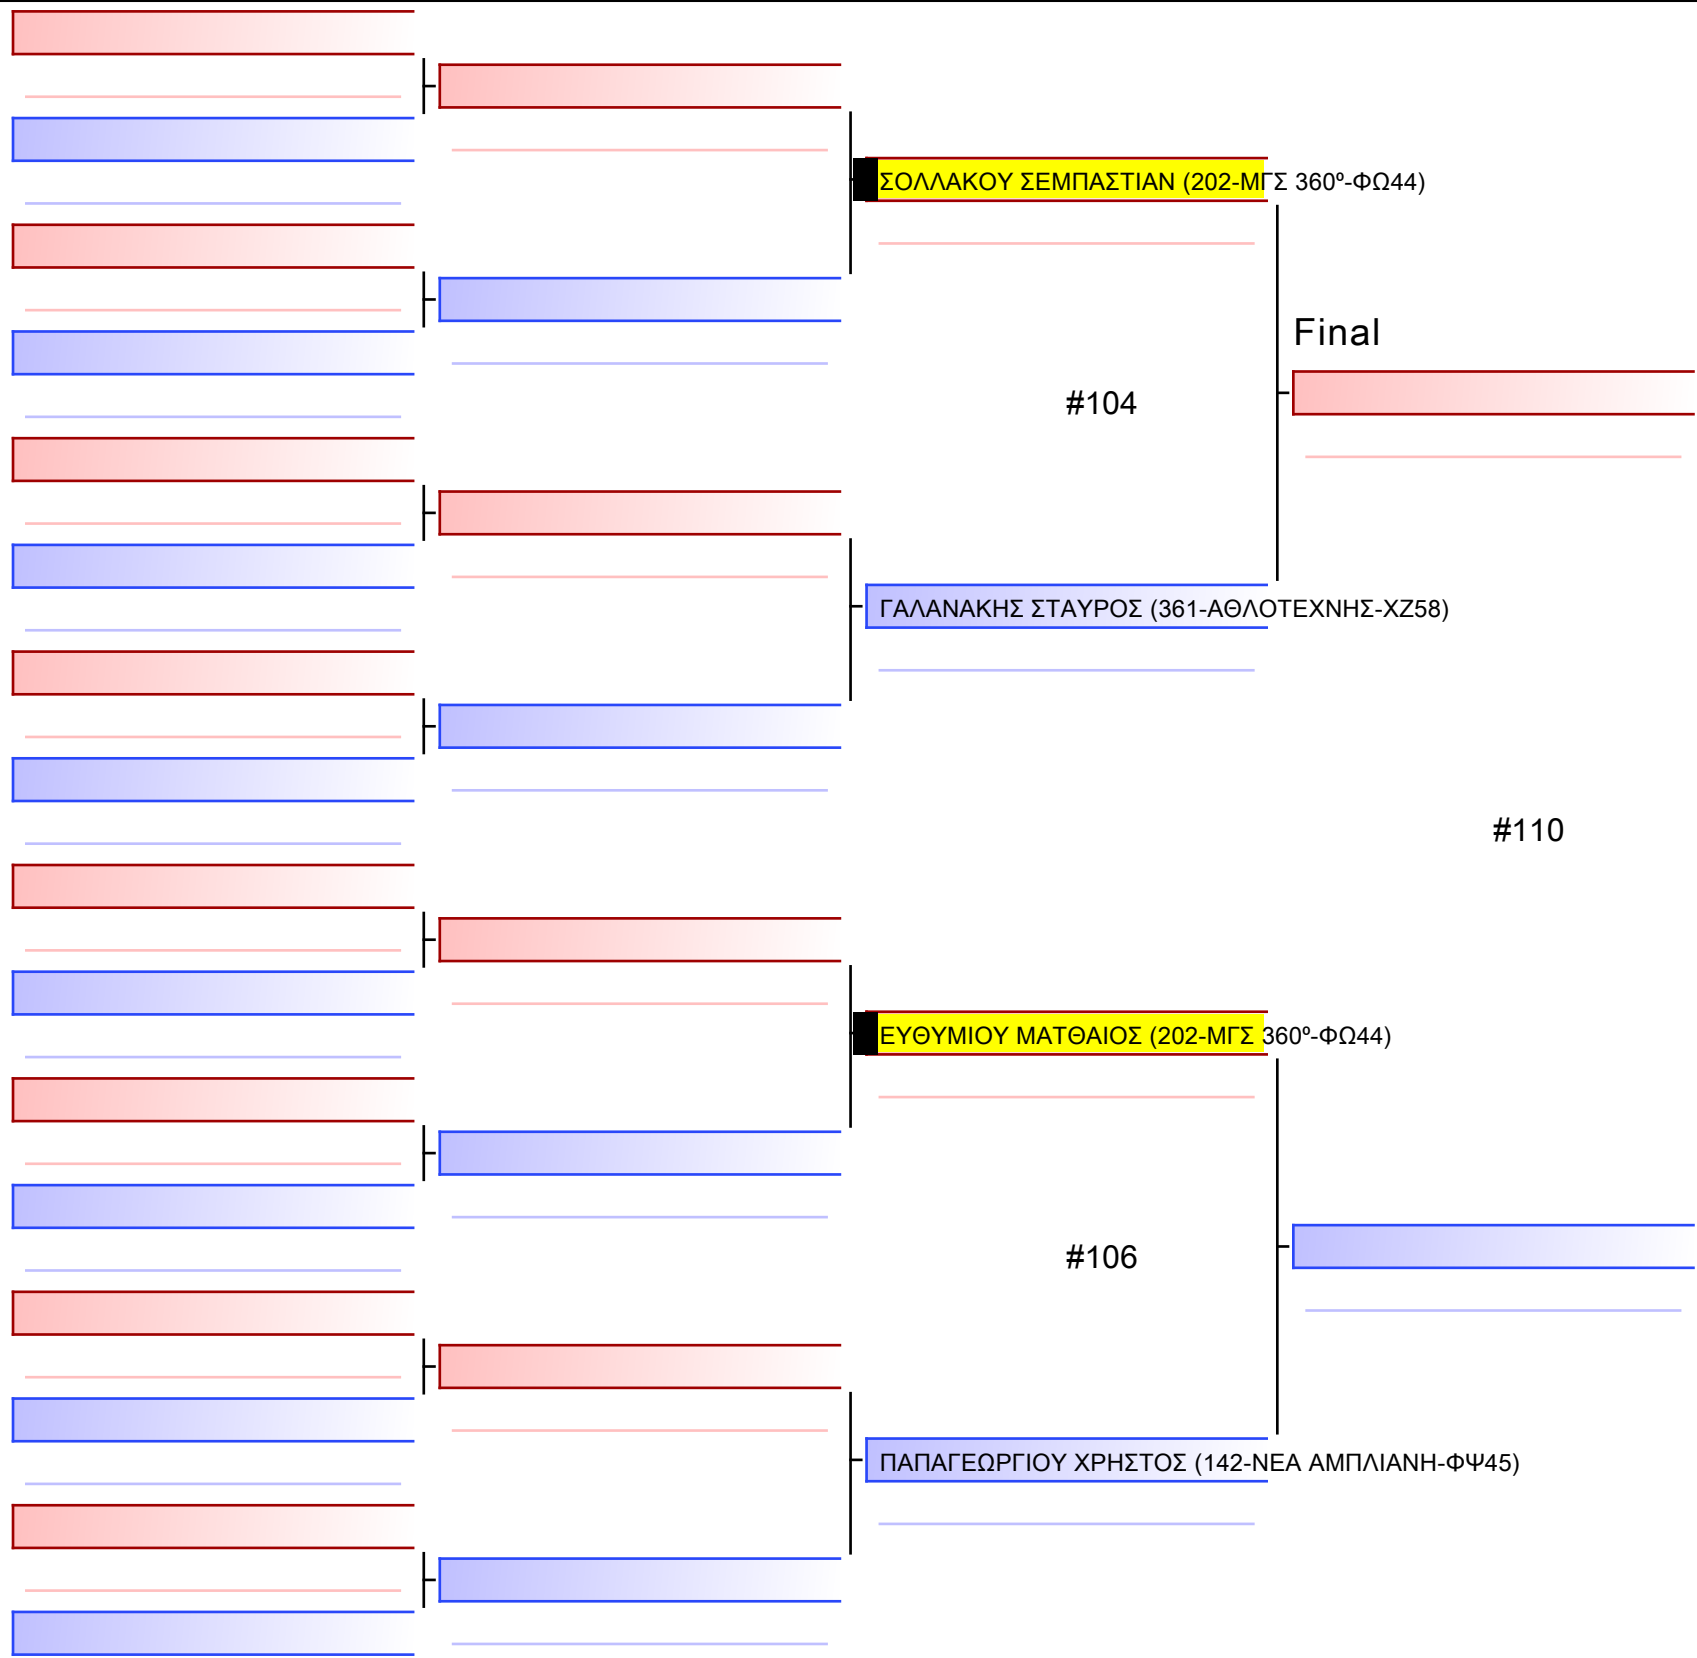 ΣΟΛΛΑΚΟΥ ΣΕΜΠΑΣΤΙΑΝ (202-ΜΓΣ 360º-ΦΩ44)
Final
#104
ΓΑΛΑΝΑΚΗΣ ΣΤΑΥΡΟΣ (361-ΑΘΛΟΤΕΧΝΗΣ-ΧΖ58)
#110
ΕΥΘΥΜΙΟΥ ΜΑΤΘΑΙΟΣ (202-ΜΓΣ 360º-ΦΩ44)
#106
ΠΑΠΑΓΕΩΡΓΙΟΥ ΧΡΗΣΤΟΣ (142-ΝΕΑ ΑΜΠΛΙΑΝΗ-ΦΨ45)